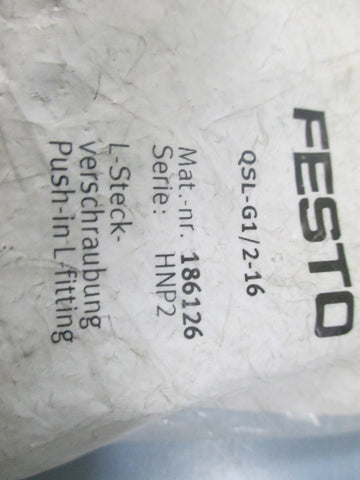 FESTO
QSL-G1/2-16
Mat.-nr. 186126
Serie: HNP2
L-Steck-
verschraubung
Push-in L-fitting